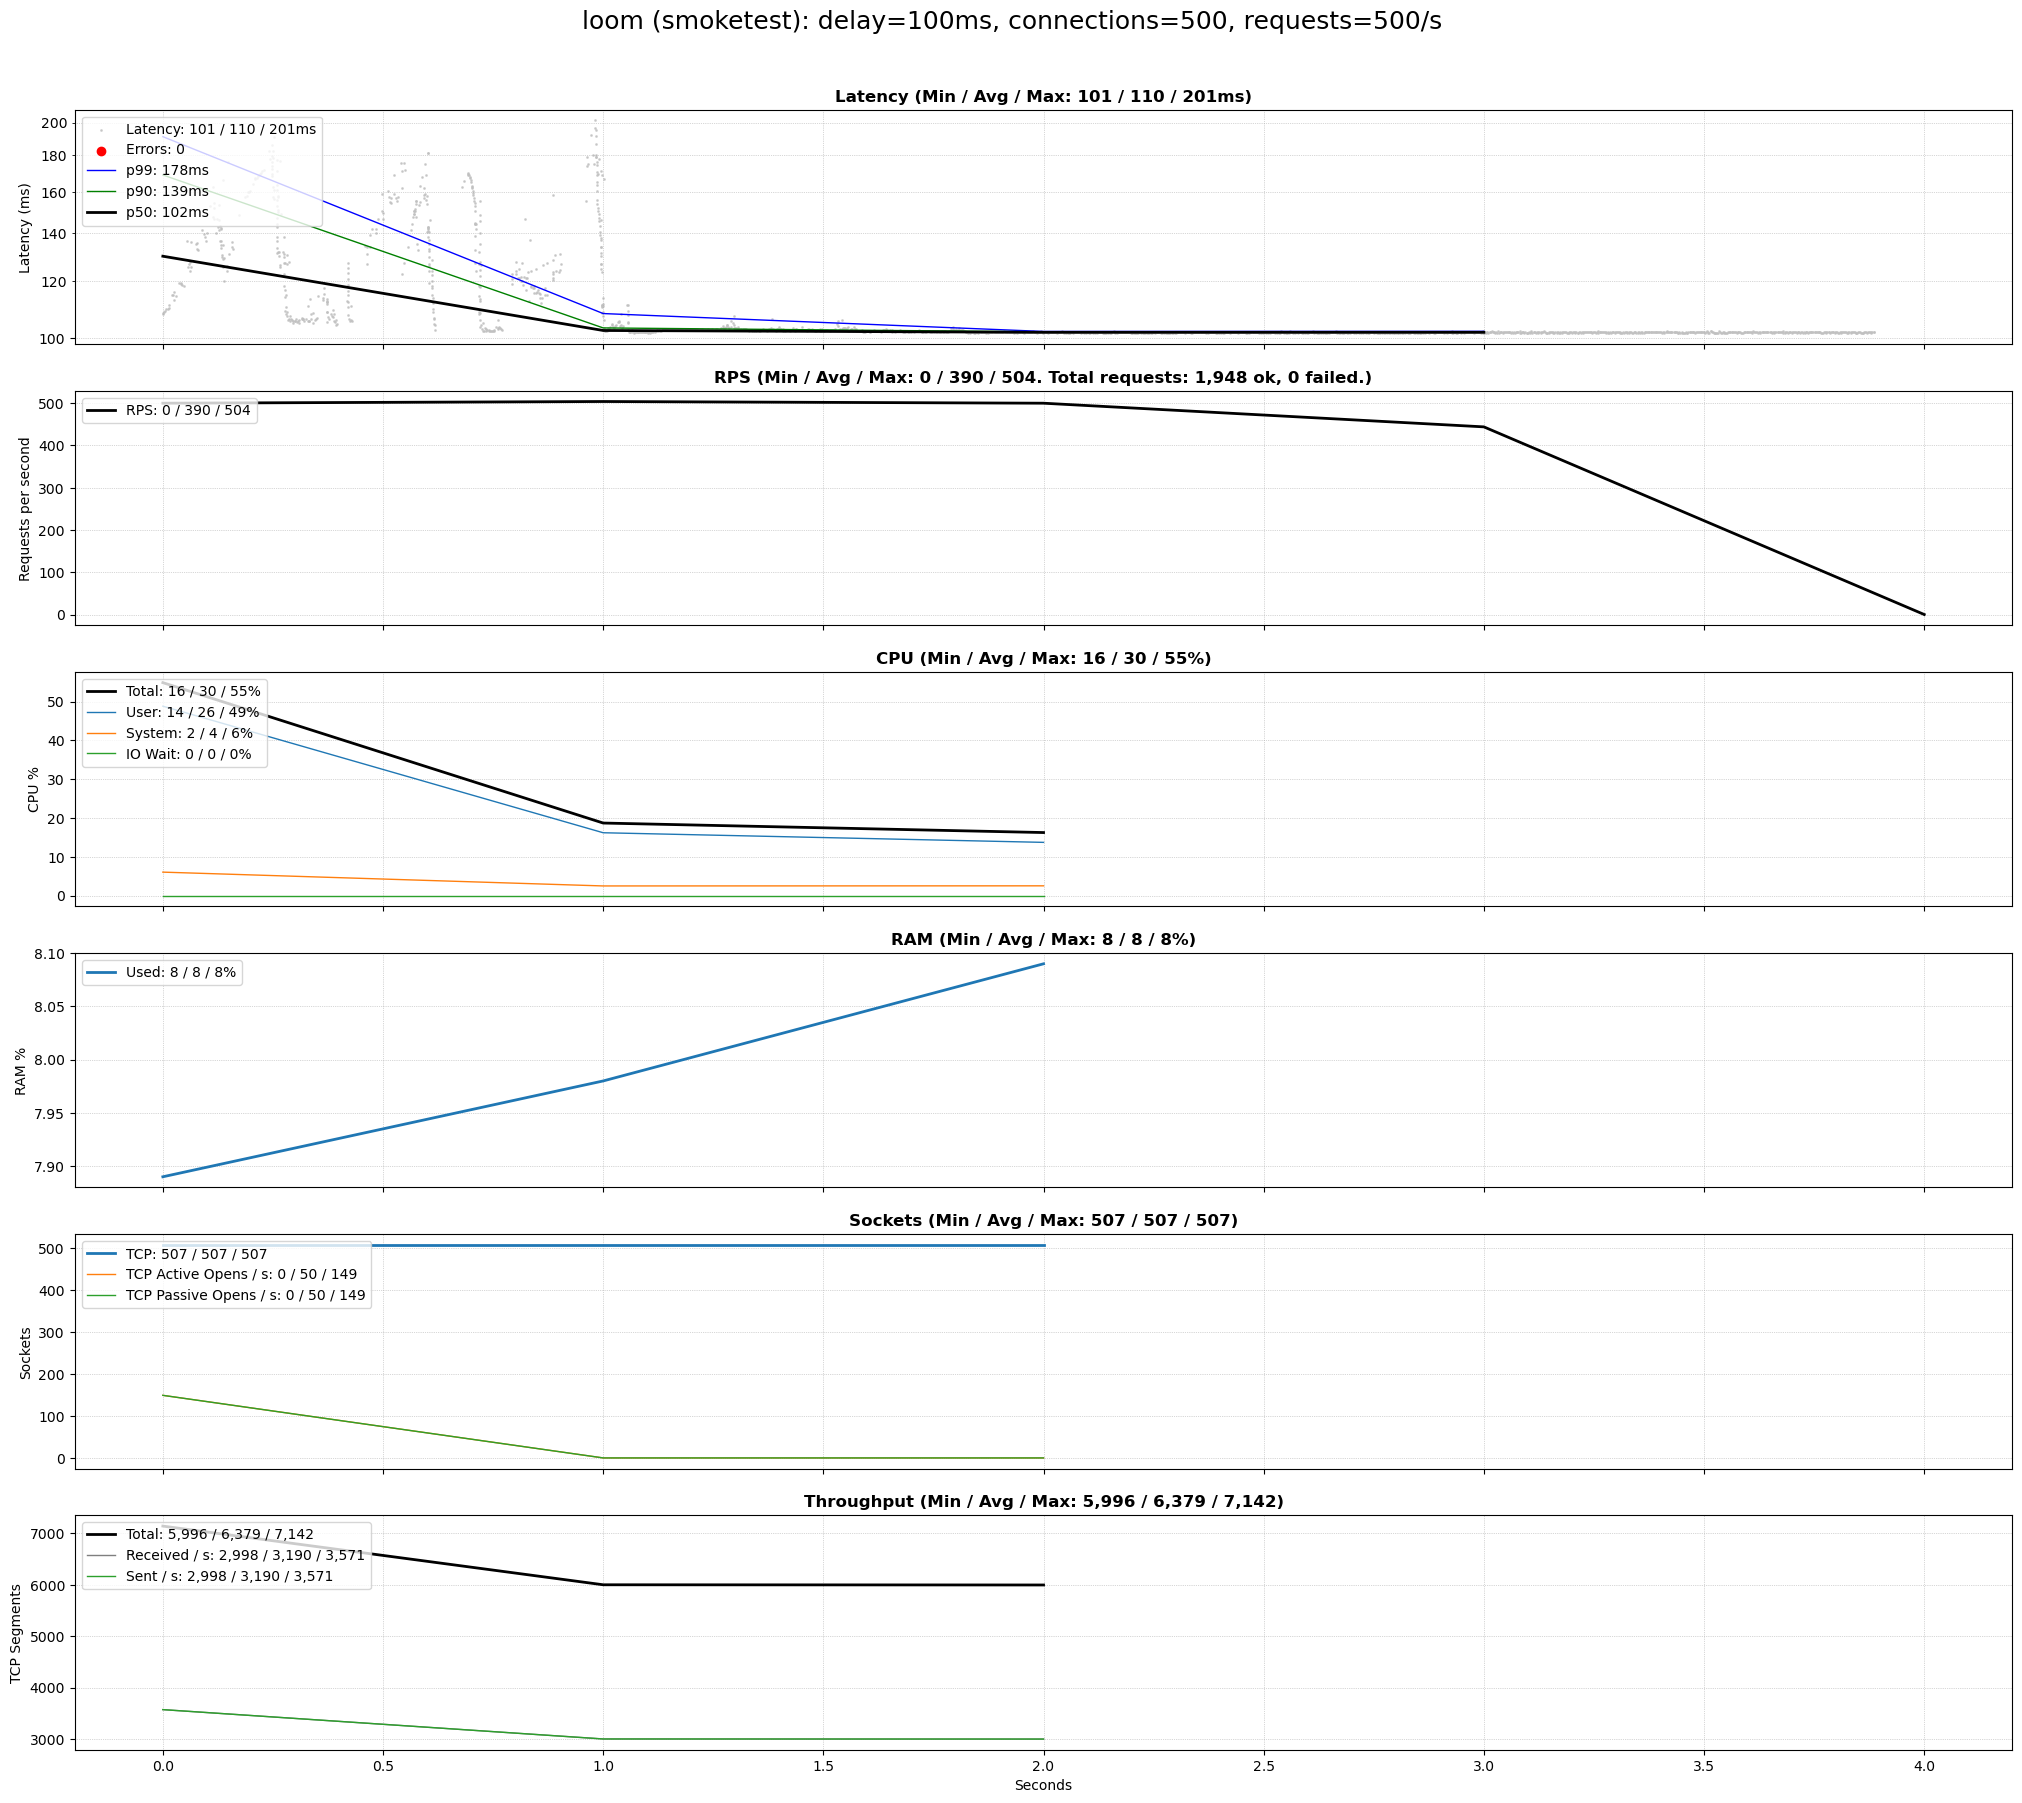 loom (smoketest): delay=100ms, connections=500, requests=500/s
Latency (Min / Avg / Max: 101 / 110 / 201ms)
Latency (ms)
200
180
160
140
120
100
Latency: 101 / 110 / 201ms
Errors: 0
p99: 178ms
p90: 139ms
p50: 102ms
RPS (Min / Avg / Max: 0 / 390 / 504. Total requests: 1,948 ok, 0 failed.)
Requests per second
500
400
300
200
100
0
RPS: 0 / 390 / 504
CPU (Min / Avg / Max: 16 / 30 / 55%)
CPU %
50
40
30
20
10
0
Total: 16 / 30 / 55%
User: 14 / 26 / 49%
System: 2 / 4 / 6%
IO Wait: 0 / 0 / 0%
RAM (Min / Avg / Max: 8 / 8 / 8%)
RAM %
8.10
8.05
8.00
7.95
7.90
Used: 8 / 8 / 8%
Sockets (Min / Avg / Max: 507 / 507 / 507)
Sockets
500
400
300
200
100
0
TCP: 507 / 507 / 507
TCP Active Opens / s: 0 / 50 / 149
TCP Passive Opens / s: 0 / 50 / 149
Throughput (Min / Avg / Max: 5,996 / 6,379 / 7,142)
TCP Segments
7000
6000
5000
4000
3000
Total: 5,996 / 6,379 / 7,142
Received / s: 2,998 / 3,190 / 3,571
Sent / s: 2,998 / 3,190 / 3,571
0.0 0.5 1.0 1.5 2.0 2.5 3.0 3.5 4.0
Seconds